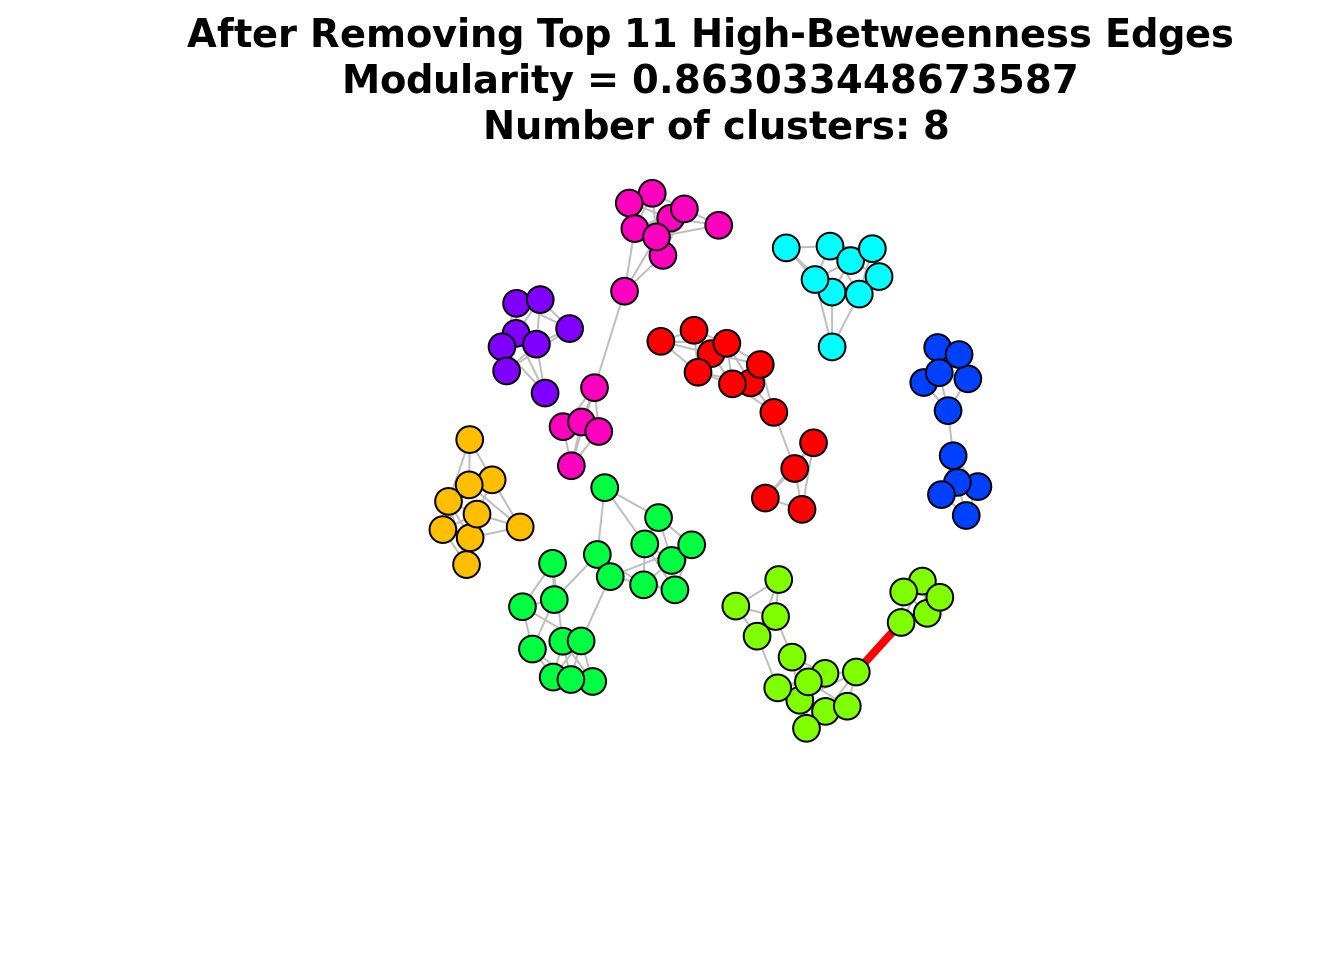 After Removing Top 11 High-Betweenness Edges
Modularity = 0.863033448673587
Number of clusters: 8